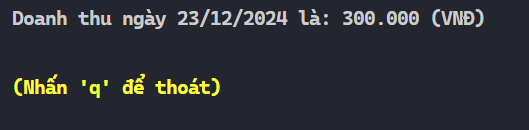 Doanh thu ngày 23/12/2024 là: 300.000 (VNĐ)
(Nhấn 'q' để thoát)